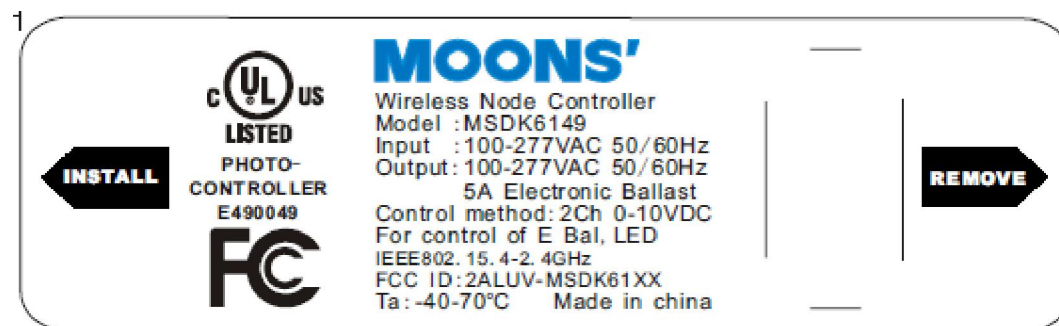 INSTALL
C UL US
LISTED
PHOTO-
CONTROLLER
E490049
FC
MOONS'
Wireless Node Controller
Model :MSDK6149
Input :100-277VAC 50/60Hz
Output:100-277VAC 50/60Hz
5A Electronic Ballast
Control method:2Ch 0-10VDC
For control of E Bal, LED
IEEE802.15.4-2.4GHz
FCC ID:2ALUV-MSDK61XX
Ta:-40-70℃ Made in china
REMOVE